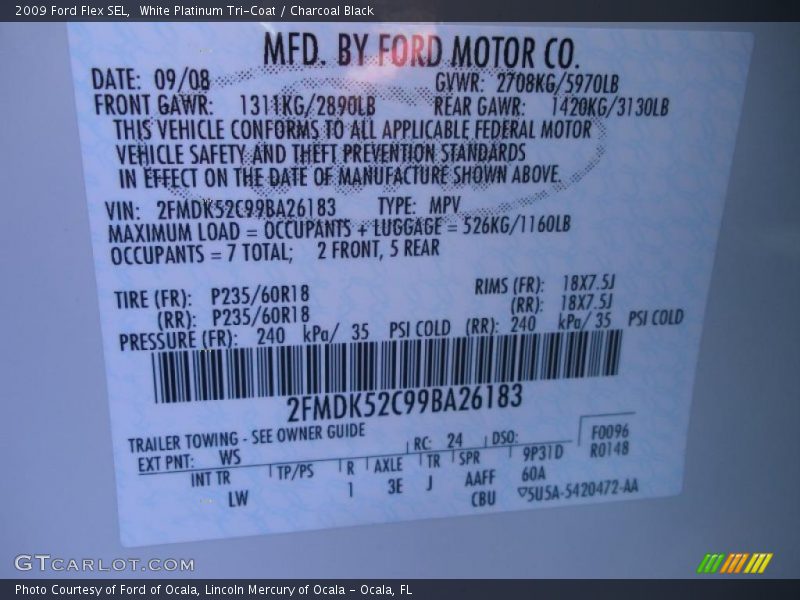 2009 Ford Flex SEL,  White Platinum Tri-Coat / Charcoal Black
MFD. BY FORD MOTOR CO.
DATE: 09/08 GVWR: 2708KG/5970LB
FRONT GAWR: 1311KG/2890LB REAR GAWR: 1420KG/3130LB
THIS VEHICLE CONFORMS TO ALL APPLICABLE FEDERAL MOTOR
VEHICLE SAFETY AND THEFT PREVENTION STANDARDS
IN EFFECT ON THE DATE OF MANUFACTURE SHOWN ABOVE.
VIN: 2FMDK52C99BA26183 TYPE: MPV
MAXIMUM LOAD = OCCUPANTS + LUGGAGE = 526KG/1160LB
OCCUPANTS = 7 TOTAL; 2 FRONT, 5 REAR
TIRE (FR): P235/60R18 RIMS (FR): 18X7.5J
(RR): P235/60R18 (RR): 18X7.5J
PRESSURE (FR): 240 kPa/ 35 PSI COLD (RR): 240 kPa/ 35 PSI COLD
2FMDK52C99BA26183
TRAILER TOWING - SEE OWNER GUIDE
EXT PNT: WS RC: 24 DSO: F0096
R0148
INT TR TP/PS R AXLE TR SPR 9P31D
LW 1 3E J AAFF 60A
CBU 5U5A-5420472-AA
GTCARLOT.COM
Photo Courtesy of Ford of Ocala, Lincoln Mercury of Ocala - Ocala, FL